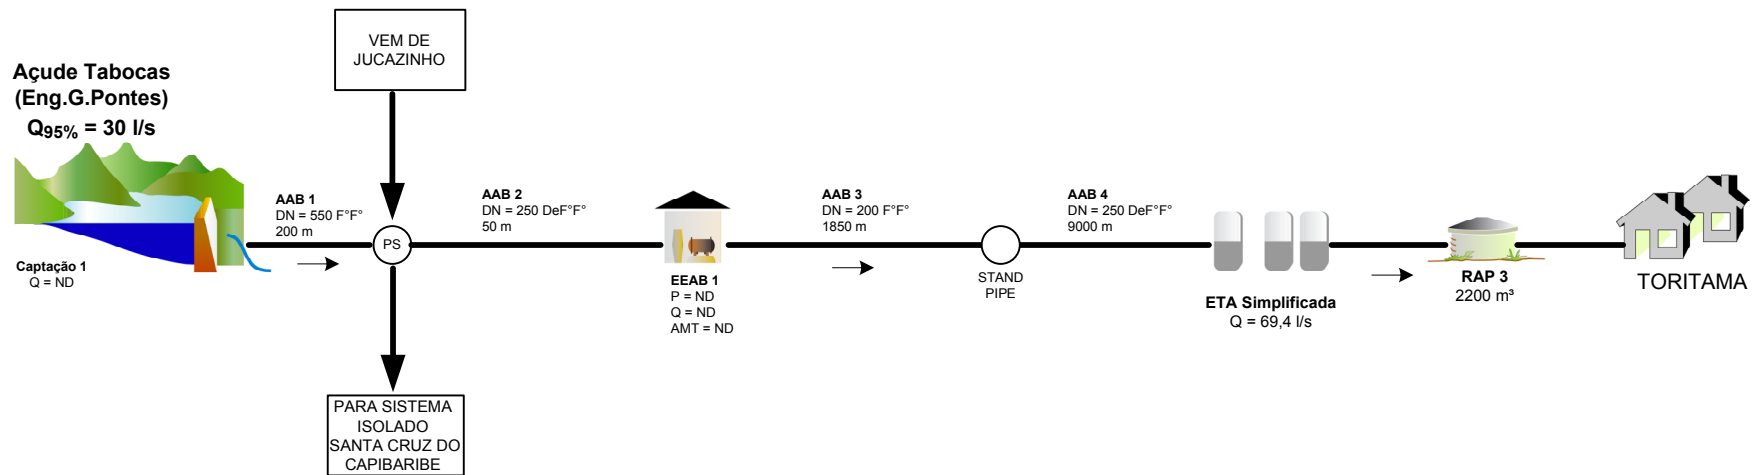 VEM DE
JUCAZINHO
Açude Tabocas
(Eng.G.Pontes)
Q95% = 30 l/s
Captação 1
Q = ND
AAB 1
DN = 550 F°F°
200 m
PS
AAB 2
DN = 250 DeF°F°
50 m
EEAB 1
P = ND
Q = ND
AMT = ND
AAB 3
DN = 200 F°F°
1850 m
STAND
PIPE
AAB 4
DN = 250 DeF°F°
9000 m
ETA Simplificada
Q = 69,4 l/s
RAP 3
2200 m³
TORITAMA
PARA SISTEMA
ISOLADO
SANTA CRUZ DO
CAPIBARIBE